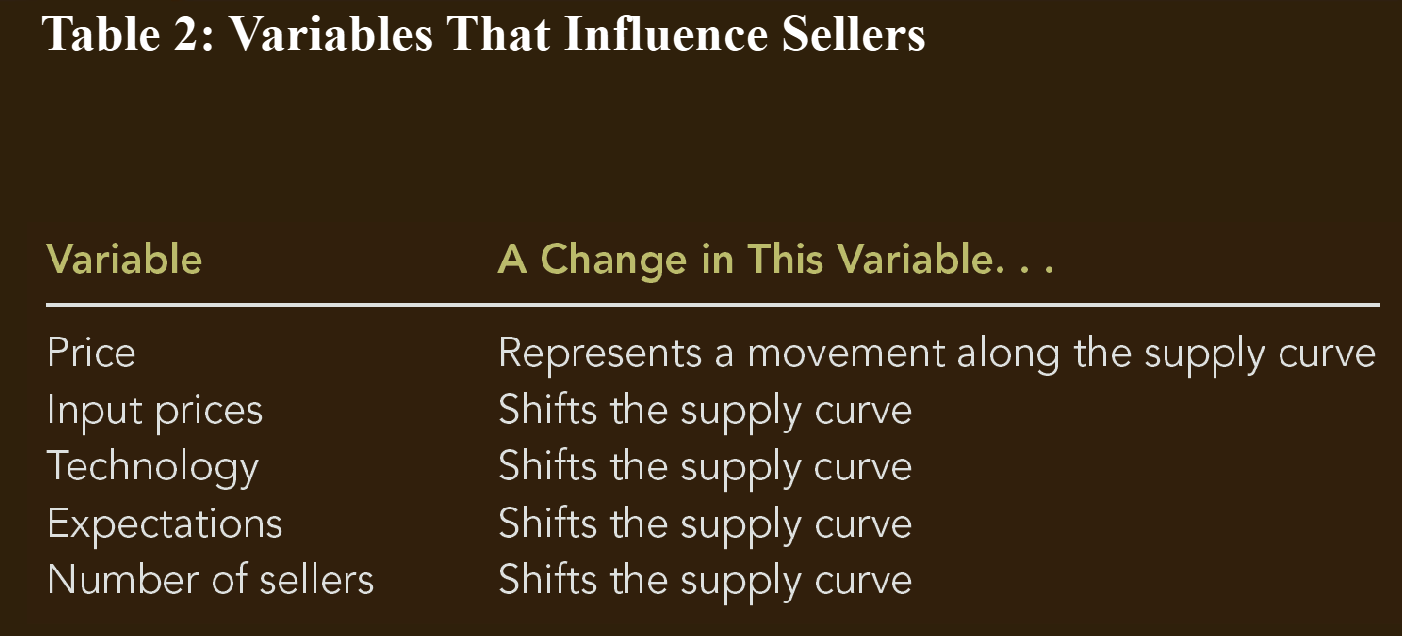 Table 2: Variables That Influence Sellers
Variable A Change in This Variable. . .
Price Represents a movement along the supply curve
Input prices Shifts the supply curve
Technology Shifts the supply curve
Expectations Shifts the supply curve
Number of sellers Shifts the supply curve